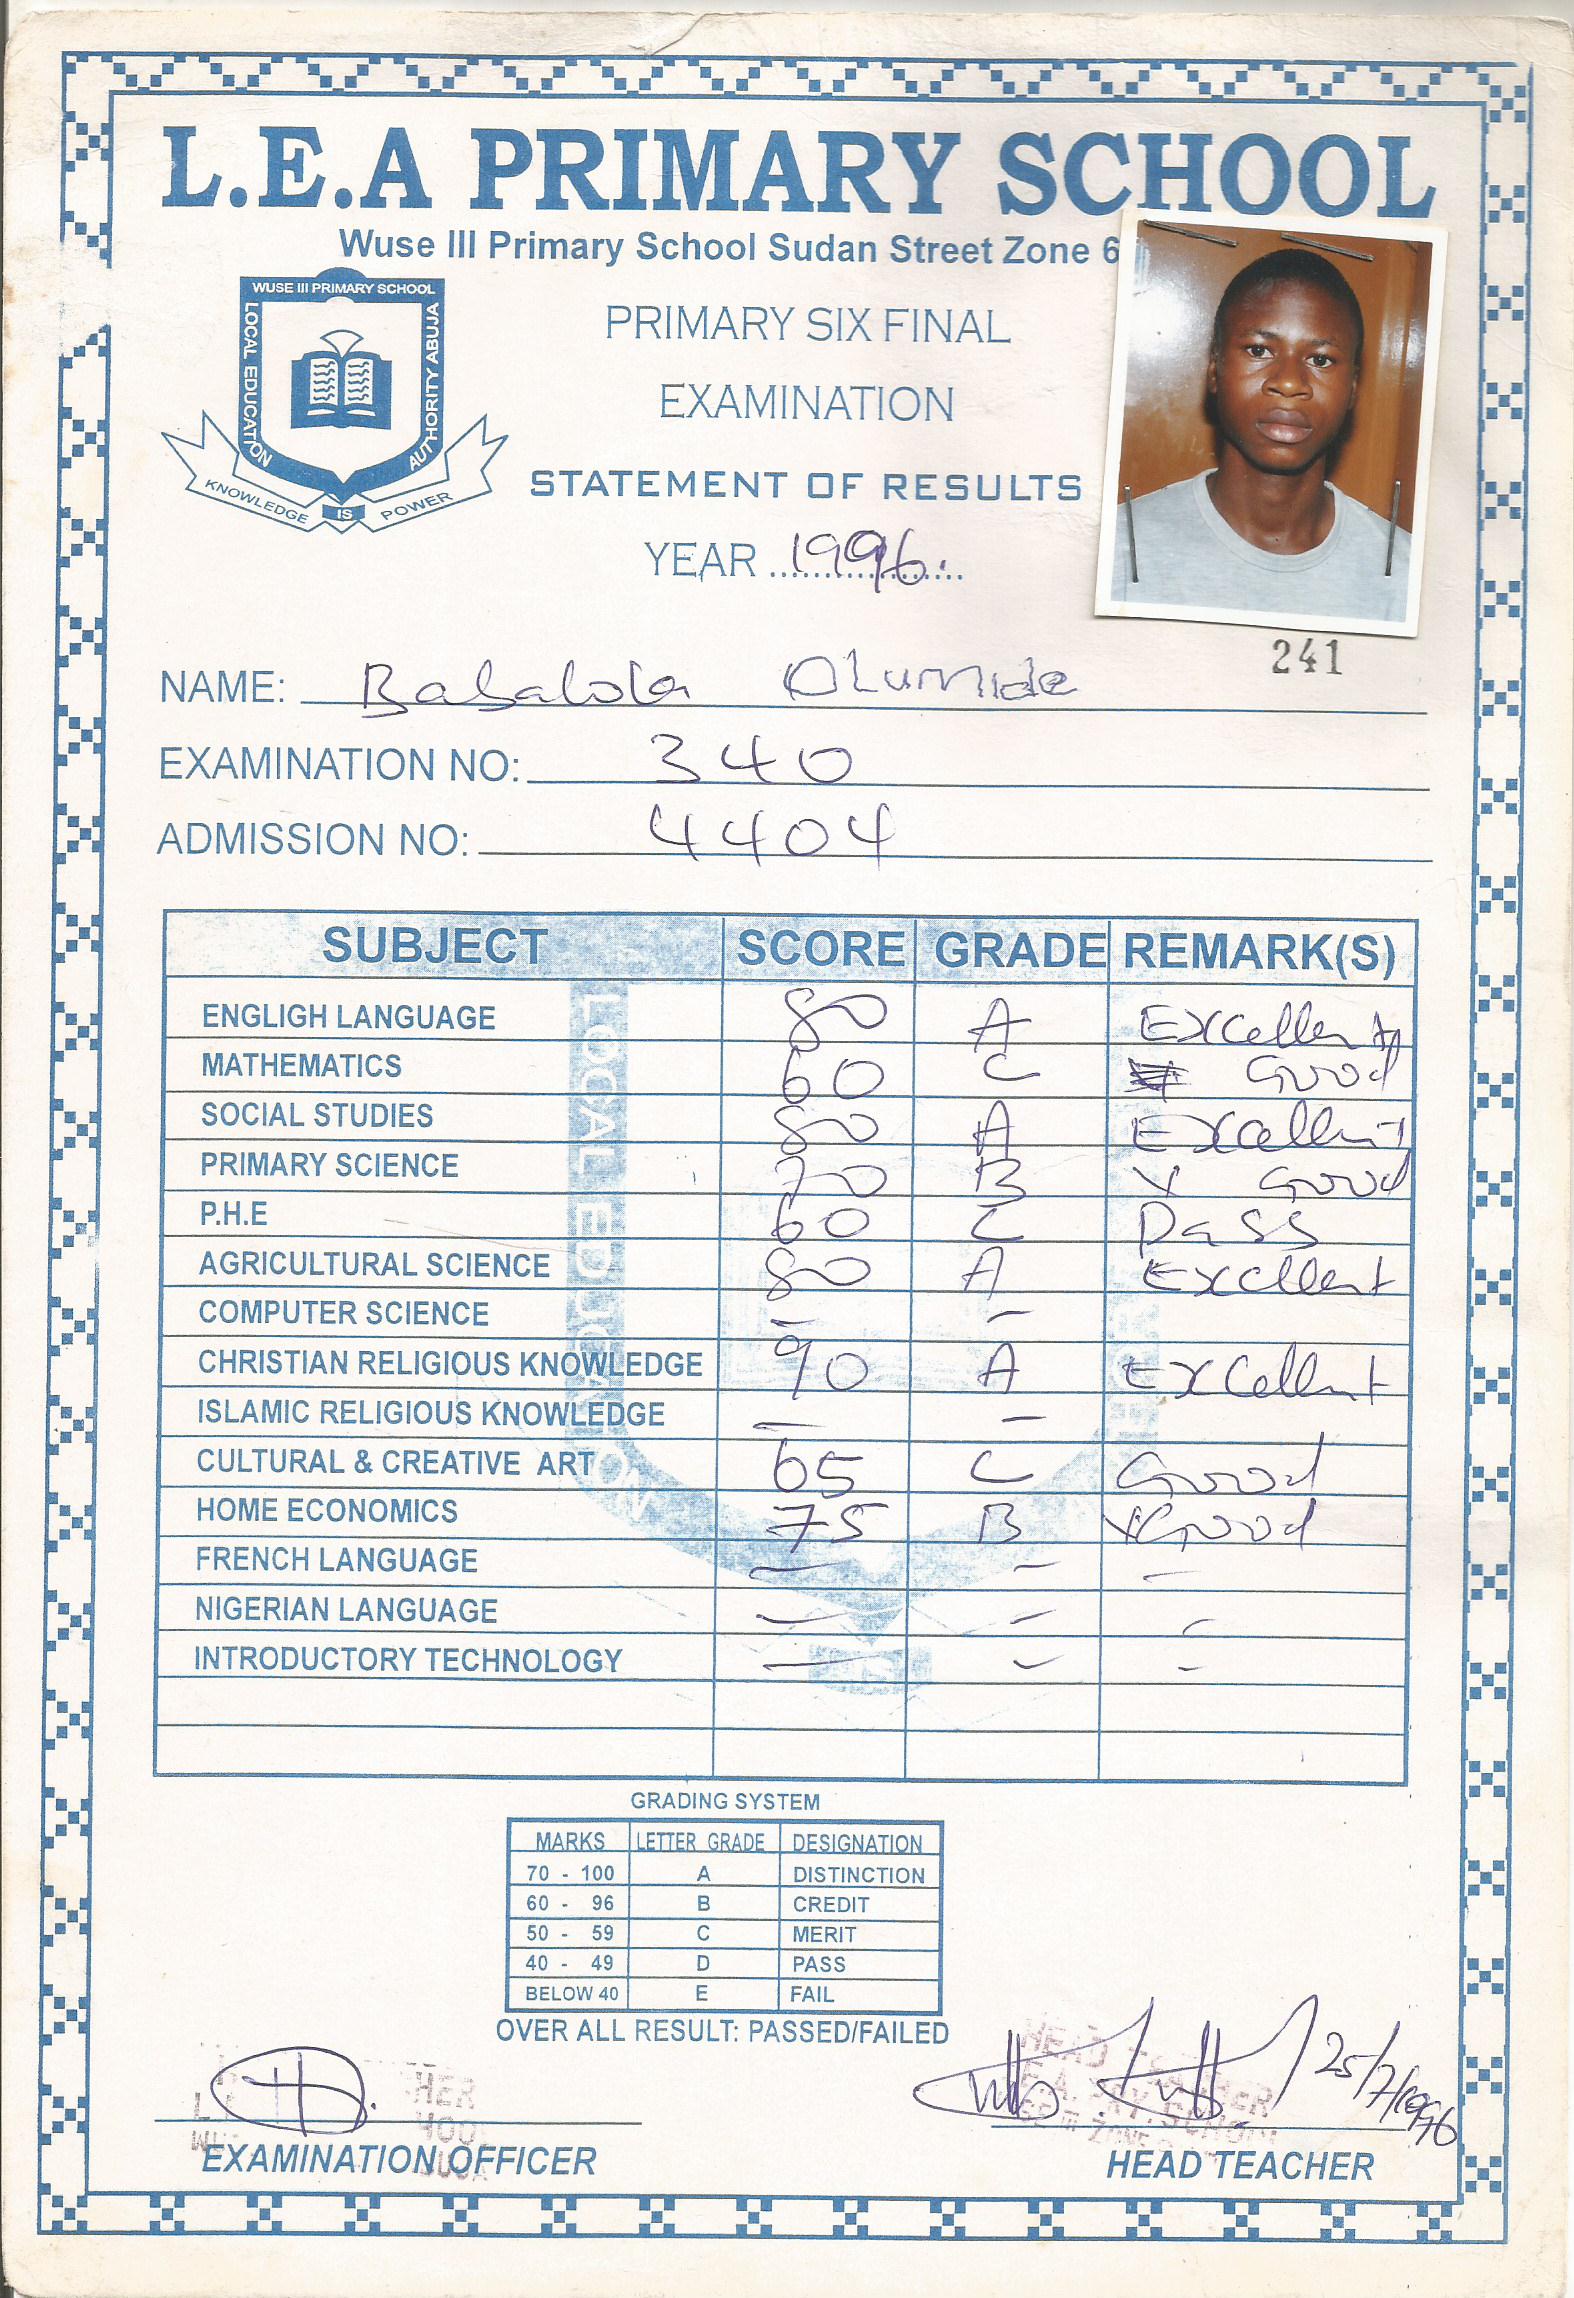 L.E.A PRIMARY SCHOOL
Wuse III Primary School Sudan Street Zone 6
WUSE III PRIMARY SCHOOL
LOCAL EDUCATION
AUTHORITY ABUJA
KNOWLEDGE IS POWER
PRIMARY SIX FINAL
EXAMINATION
STATEMENT OF RESULTS
YEAR 1996.
241
NAME: Babalola Olumide
EXAMINATION NO: 340
ADMISSION NO: 4404
SUBJECT SCORE GRADE REMARK(S)
ENGLIGH LANGUAGE 80 A Excellent
MATHEMATICS 60 C Good
SOCIAL STUDIES 80 A Excellent
PRIMARY SCIENCE 70 B V Good
P.H.E 60 C Pass
AGRICULTURAL SCIENCE 80 A Excellent
COMPUTER SCIENCE - -
CHRISTIAN RELIGIOUS KNOWLEDGE 90 A Excellent
ISLAMIC RELIGIOUS KNOWLEDGE - -
CULTURAL & CREATIVE ART 65 C Good
HOME ECONOMICS 75 B VGood
FRENCH LANGUAGE - - -
NIGERIAN LANGUAGE - - -
INTRODUCTORY TECHNOLOGY - - -
LOCAL EDUCATION
IS
GRADING SYSTEM
MARKS LETTER GRADE DESIGNATION
70 - 100 A DISTINCTION
60 - 96 B CREDIT
50 - 59 C MERIT
40 - 49 D PASS
BELOW 40 E FAIL
OVER ALL RESULT: PASSED/FAILED
25/7/1996
EXAMINATION OFFICER
HEAD TEACHER